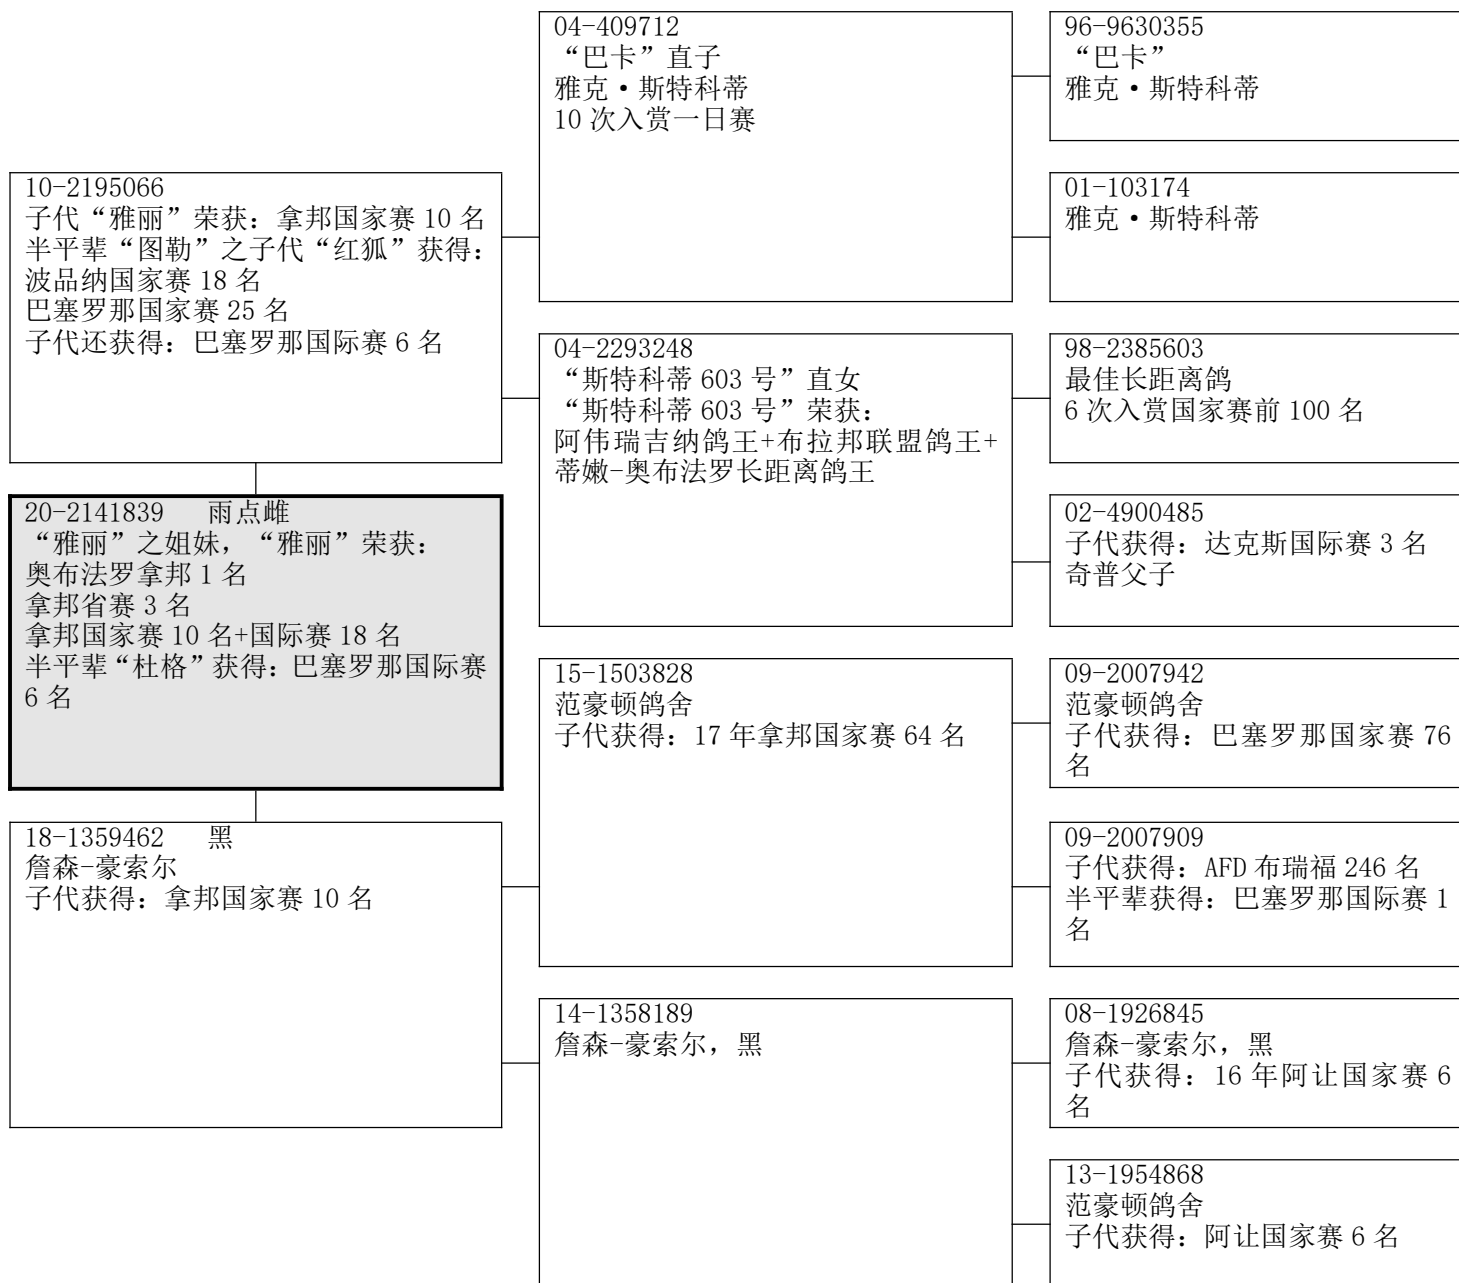 04-409712
“巴卡”直子
雅克·斯特科蒂
10 次入赏一日赛
96-9630355
“巴卡”
雅克·斯特科蒂
10-2195066
子代“雅丽”荣获：拿邦国家赛 10 名
半平辈“图勒”之子代“红狐”获得：
波品纳国家赛 18 名
巴塞罗那国家赛 25 名
子代还获得：巴塞罗那国际赛 6 名
01-103174
雅克·斯特科蒂
04-2293248
“斯特科蒂 603 号”直女
“斯特科蒂 603 号”荣获：
阿伟瑞吉纳鸽王+布拉邦联盟鸽王+
蒂嫩-奥布法罗长距离鸽王
98-2385603
最佳长距离鸽
6 次入赏国家赛前 100 名
20-2141839 雨点雌
“雅丽”之姐妹，“雅丽”荣获：
奥布法罗拿邦 1 名
拿邦省赛 3 名
拿邦国家赛 10 名+国际赛 18 名
半平辈“杜格”获得：巴塞罗那国际赛
6 名
02-4900485
子代获得：达克斯国际赛 3 名
奇普父子
15-1503828
范豪顿鸽舍
子代获得：17 年拿邦国家赛 64 名
09-2007942
范豪顿鸽舍
子代获得：巴塞罗那国家赛 76
名
18-1359462 黑
詹森-豪索尔
子代获得：拿邦国家赛 10 名
09-2007909
子代获得：AFD 布瑞福 246 名
半平辈获得：巴塞罗那国际赛 1
名
14-1358189
詹森-豪索尔，黑
08-1926845
詹森-豪索尔，黑
子代获得：16 年阿让国家赛 6
名
13-1954868
范豪顿鸽舍
子代获得：阿让国家赛 6 名